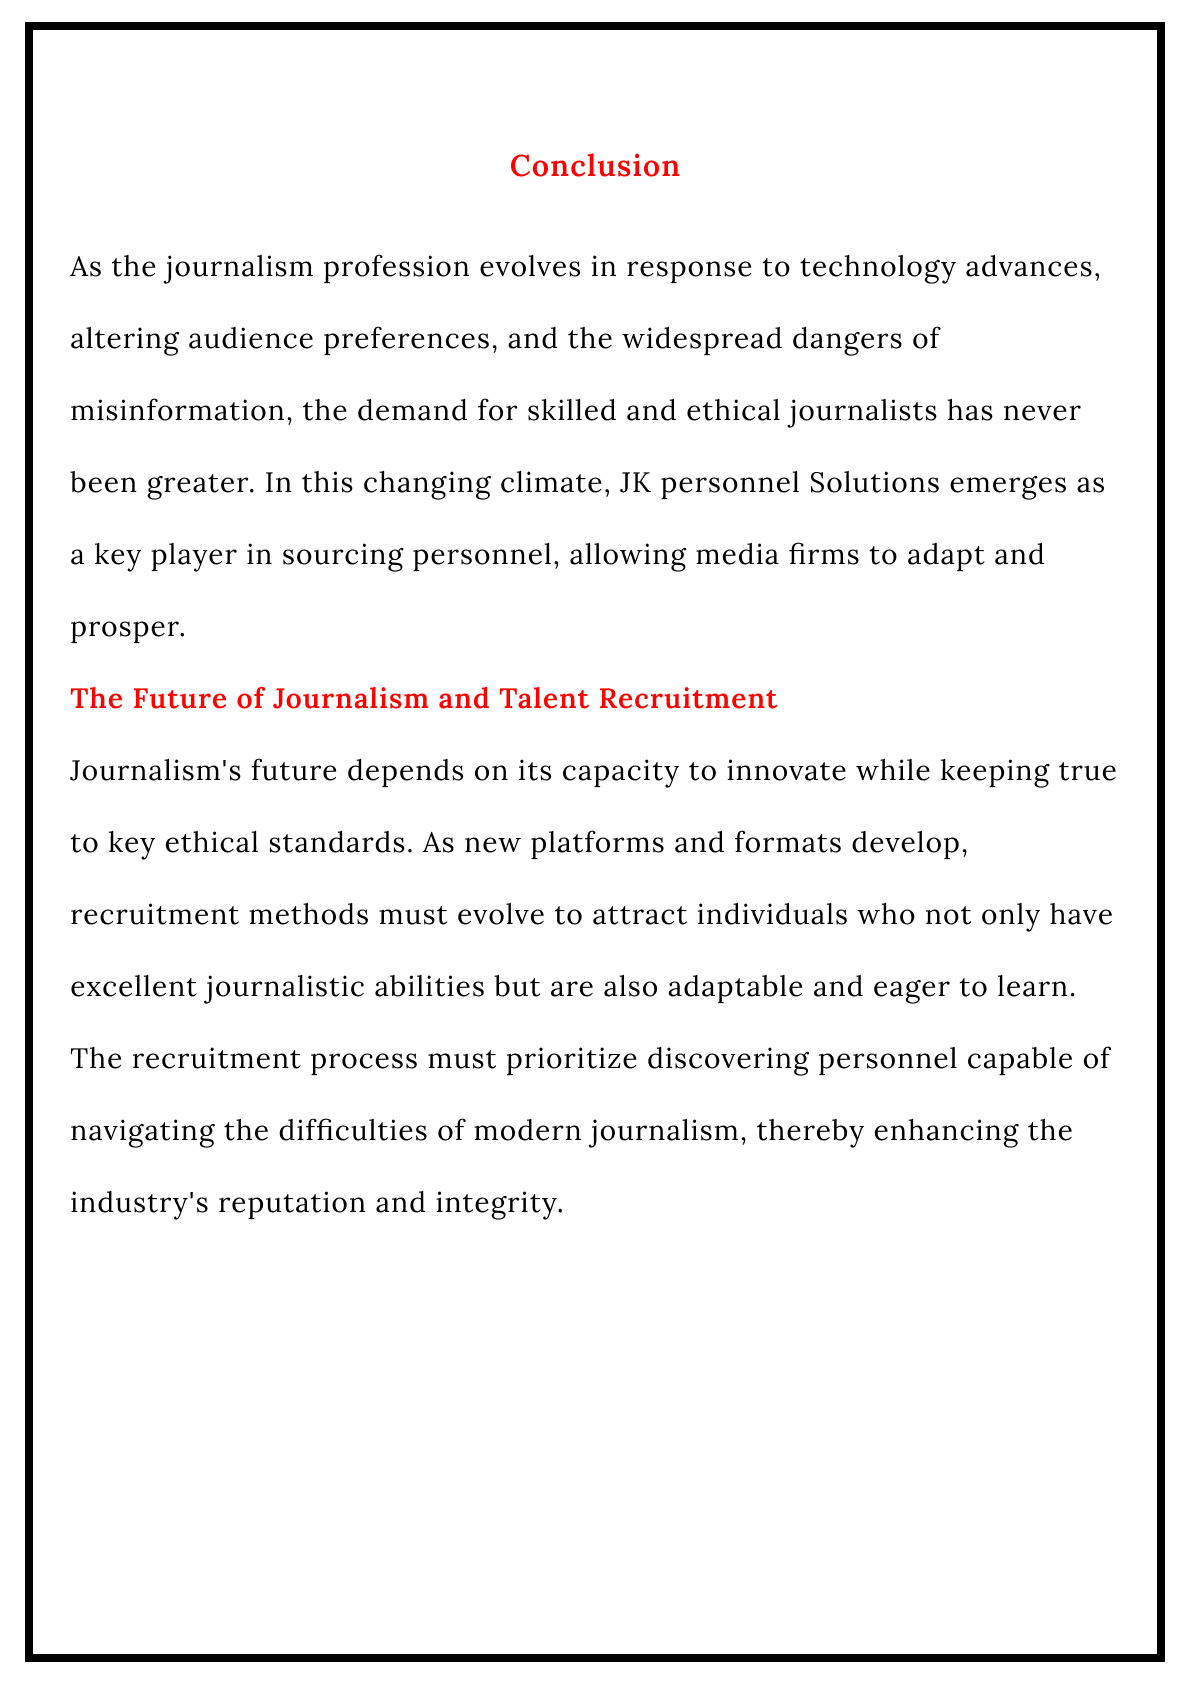 Conclusion
As the journalism profession evolves in response to technology advances,
altering audience preferences, and the widespread dangers of
misinformation, the demand for skilled and ethical journalists has never
been greater. In this changing climate, JK personnel Solutions emerges as
a key player in sourcing personnel, allowing media firms to adapt and
prosper.
The Future of Journalism and Talent Recruitment
Journalism's future depends on its capacity to innovate while keeping true
to key ethical standards. As new platforms and formats develop,
recruitment methods must evolve to attract individuals who not only have
excellent journalistic abilities but are also adaptable and eager to learn.
The recruitment process must prioritize discovering personnel capable of
navigating the difficulties of modern journalism, thereby enhancing the
industry's reputation and integrity.